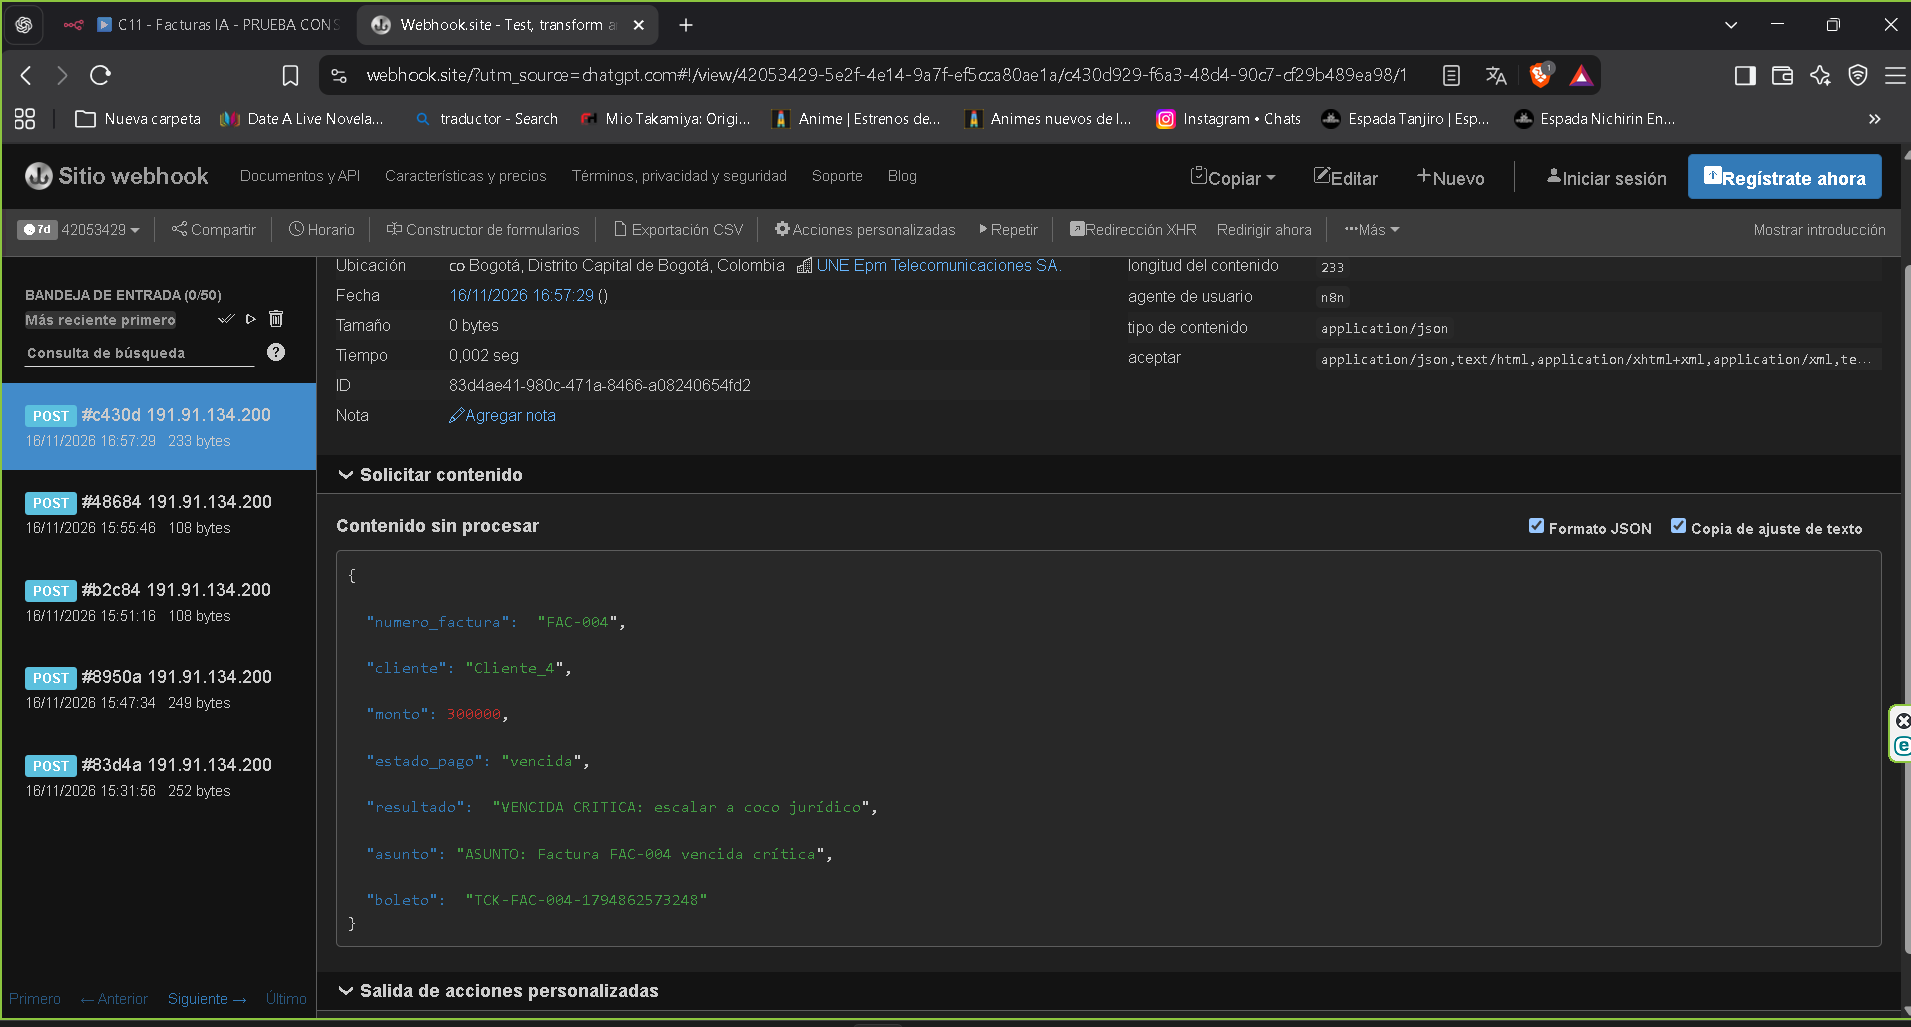 C11 - Facturas IA - PRUEBA CONS
Webhook.site - Test, transform a
webhook.site/?utm_source=chatgpt.com#!/view/42053429-5e2f-4e14-9a7f-ef5cca80ae1a/c430d929-f6a3-48d4-90c7-cf29b489ea98/1
1
Nueva carpeta
Date A Live Novela...
traductor - Search
Mio Takamiya: Origi...
Anime | Estrenos de...
Animes nuevos de l...
Instagram • Chats
Espada Tanjiro | Esp...
Espada Nichirin En...
Sitio webhook
Documentos y API
Características y precios
Términos, privacidad y seguridad
Soporte
Blog
Copiar
Editar
Nuevo
Iniciar sesión
Regístrate ahora
7d
42053429
Compartir
Horario
Constructor de formularios
Exportación CSV
Acciones personalizadas
Repetir
Redirección XHR
Redirigir ahora
Más
Mostrar introducción
BANDEJA DE ENTRADA (0/50)
Más reciente primero
Consulta de búsqueda
POST #c430d 191.91.134.200
16/11/2026 16:57:29 233 bytes
POST #48684 191.91.134.200
16/11/2026 15:55:46 108 bytes
POST #b2c84 191.91.134.200
16/11/2026 15:51:16 108 bytes
POST #8950a 191.91.134.200
16/11/2026 15:47:34 249 bytes
POST #83d4a 191.91.134.200
16/11/2026 15:31:56 252 bytes
Primero
← Anterior
Siguiente →
Último
Ubicación co Bogotá, Distrito Capital de Bogotá, Colombia UNE Epm Telecomunicaciones SA.
Fecha 16/11/2026 16:57:29 ()
Tamaño 0 bytes
Tiempo 0,002 seg
ID 83d4ae41-980c-471a-8466-a08240654fd2
Nota Agregar nota
longitud del contenido 233
agente de usuario n8n
tipo de contenido application/json
aceptar application/json,text/html,application/xhtml+xml,application/xml,te...
Solicitar contenido
Contenido sin procesar
Formato JSON
Copia de ajuste de texto
{
"numero_factura": "FAC-004",
"cliente": "Cliente_4",
"monto": 300000,
"estado_pago": "vencida",
"resultado": "VENCIDA CRITICA: escalar a coco jurídico",
"asunto": "ASUNTO: Factura FAC-004 vencida crítica",
"boleto": "TCK-FAC-004-1794862573248"
}
Salida de acciones personalizadas